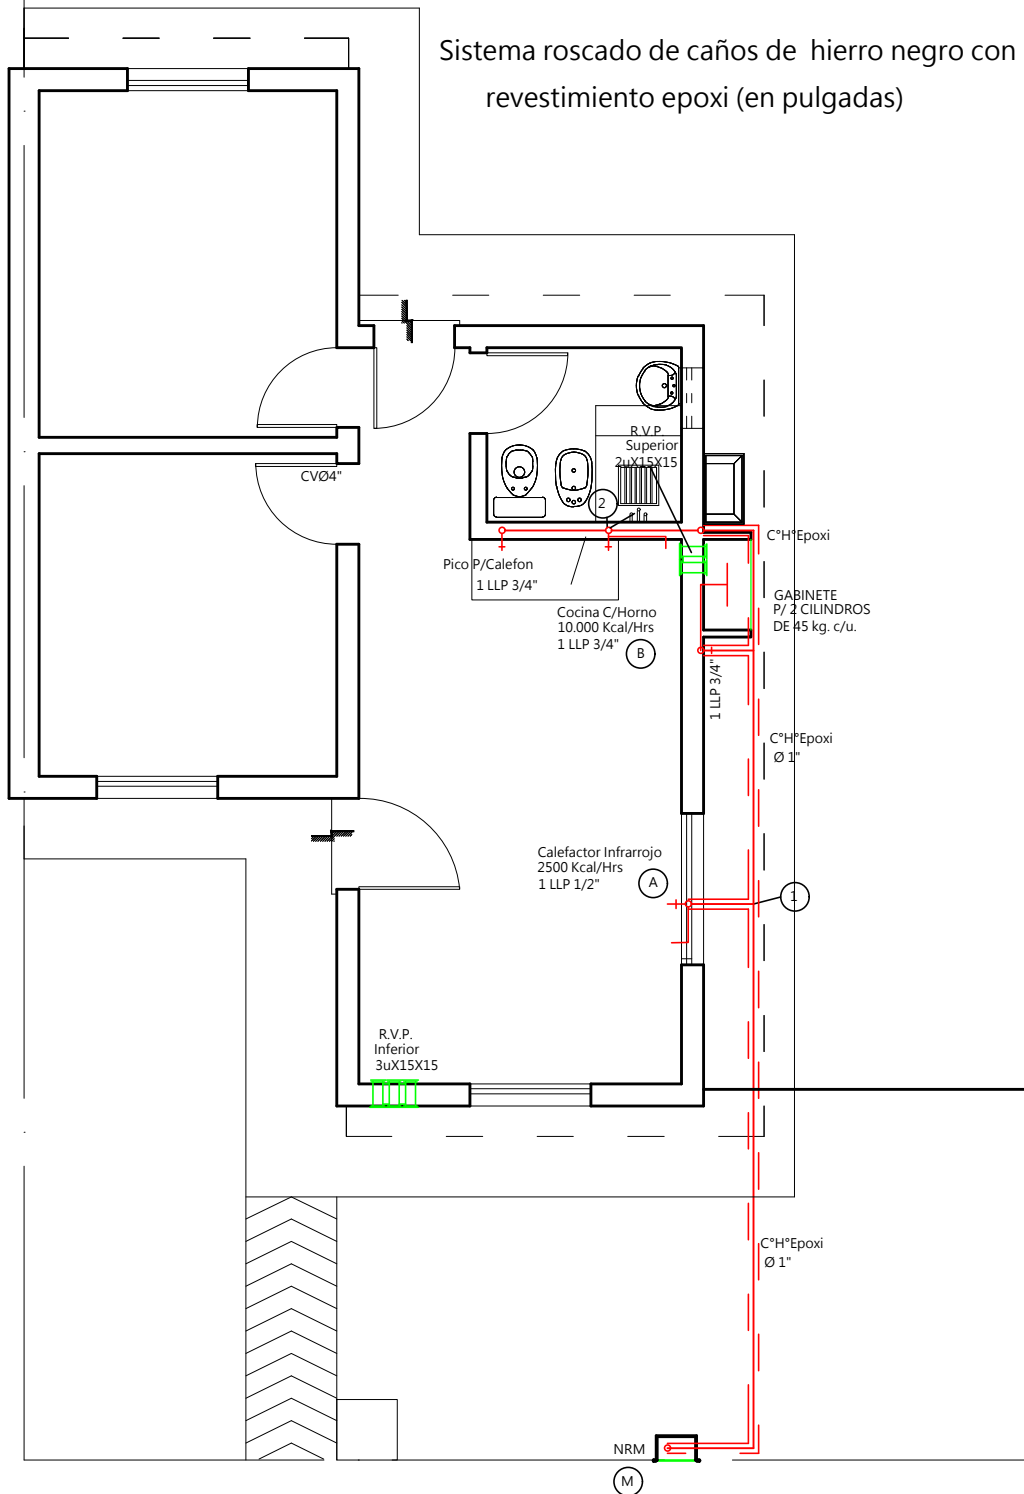 Sistema roscado de caños de hierro negro con
revestimiento epoxi (en pulgadas)
R.V.P.
Superior
2uX15X15
CVØ4"
2
C°H°Epoxi
Pico P/Calefon
1 LLP 3/4"
GABINETE
P/ 2 CILINDROS
DE 45 kg. c/u.
Cocina C/Horno
10.000 Kcal/Hrs
1 LLP 3/4"
B
1 LLP 3/4"
C°H°Epoxi
Ø 1"
Calefactor Infrarrojo
2500 Kcal/Hrs
1 LLP 1/2"
A
1
R.V.P.
Inferior
3uX15X15
C°H°Epoxi
Ø 1"
NRM
M